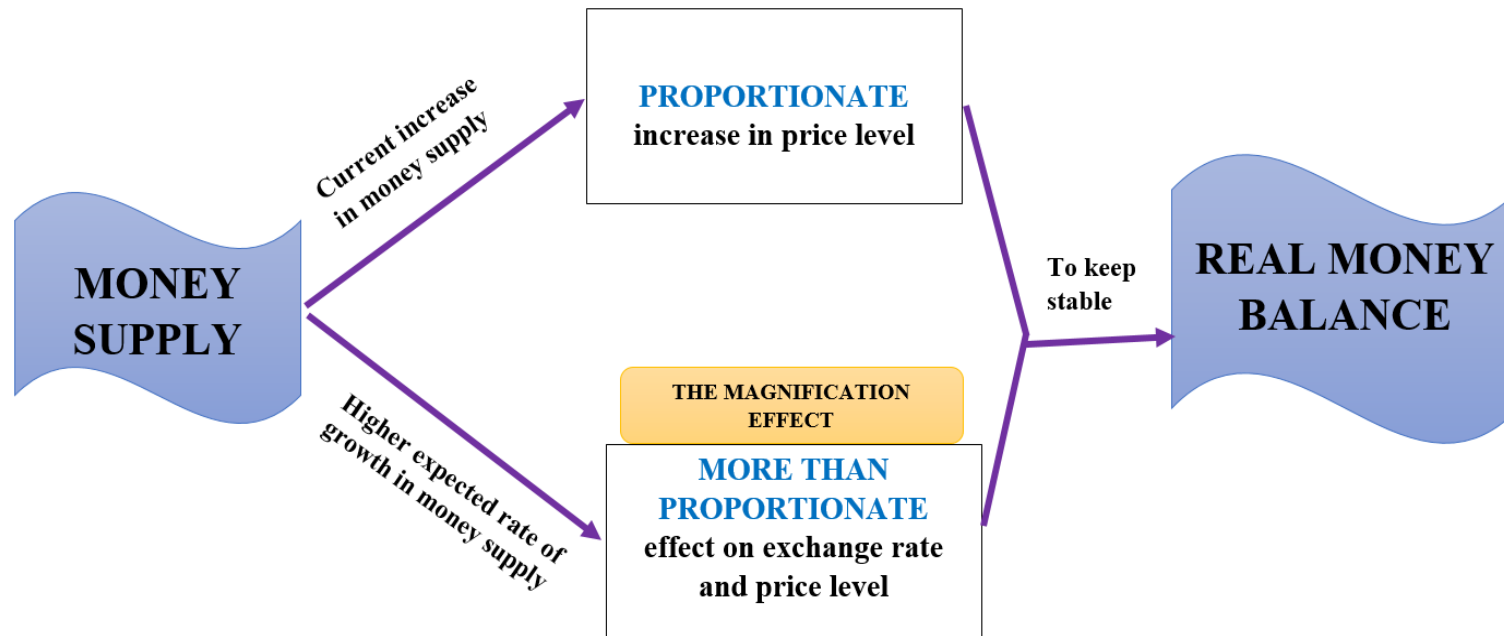 MONEY
SUPPLY
Current increase
in money supply
PROPORTIONATE
increase in price level
Higher expected rate of
growth in money supply
THE MAGNIFICATION
EFFECT
MORE THAN
PROPORTIONATE
effect on exchange rate
and price level
To keep
stable
REAL MONEY
BALANCE